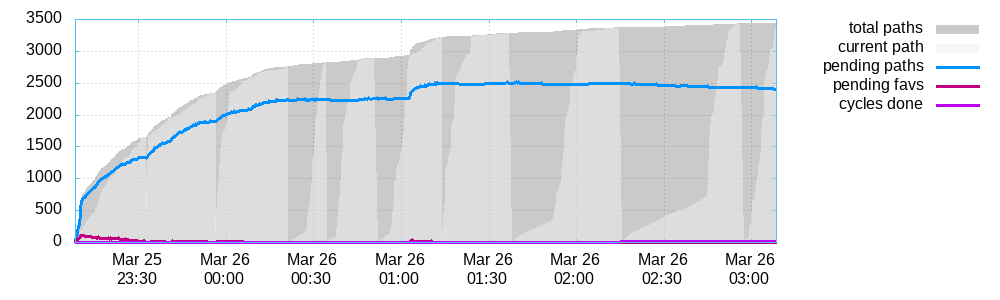 3500
3000
2500
2000
1500
1000
500
0
Mar 25
23:30
Mar 26
00:00
Mar 26
00:30
Mar 26
01:00
Mar 26
01:30
Mar 26
02:00
Mar 26
02:30
Mar 26
03:00
total paths
current path
pending paths
pending favs
cycles done